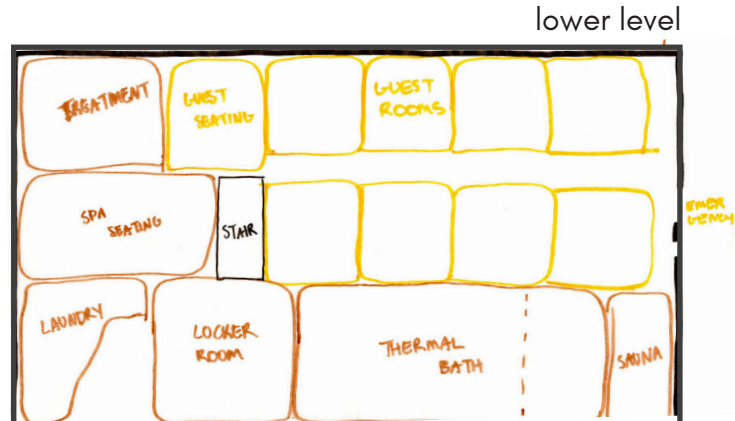 lower level
TREATMENT
GUEST
SEATING
GUEST
ROOMS
SPA
SEATING
STAIR
EMER
GENCY
LAUNDRY
LOCKER
ROOM
THERMAL
BATH
SAUNA